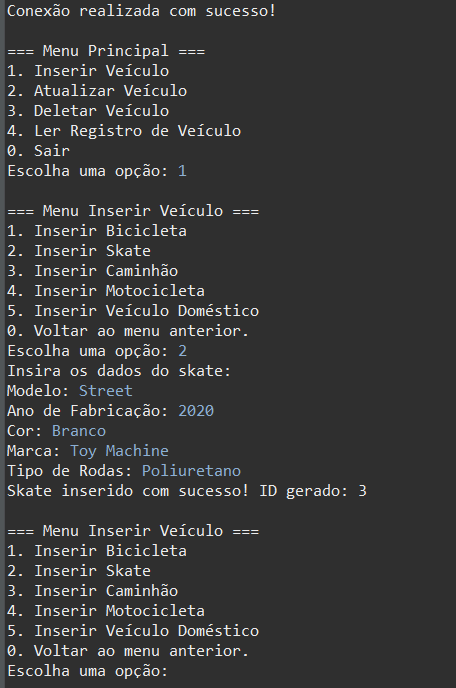 Conexão realizada com sucesso!
=== Menu Principal ===
1. Inserir Veículo
2. Atualizar Veículo
3. Deletar Veículo
4. Ler Registro de Veículo
0. Sair
Escolha uma opção: 1
=== Menu Inserir Veículo ===
1. Inserir Bicicleta
2. Inserir Skate
3. Inserir Caminhão
4. Inserir Motocicleta
5. Inserir Veículo Doméstico
0. Voltar ao menu anterior.
Escolha uma opção: 2
Insira os dados do skate:
Modelo: Street
Ano de Fabricação: 2020
Cor: Branco
Marca: Toy Machine
Tipo de Rodas: Poliuretano
Skate inserido com sucesso! ID gerado: 3
=== Menu Inserir Veículo ===
1. Inserir Bicicleta
2. Inserir Skate
3. Inserir Caminhão
4. Inserir Motocicleta
5. Inserir Veículo Doméstico
0. Voltar ao menu anterior.
Escolha uma opção: